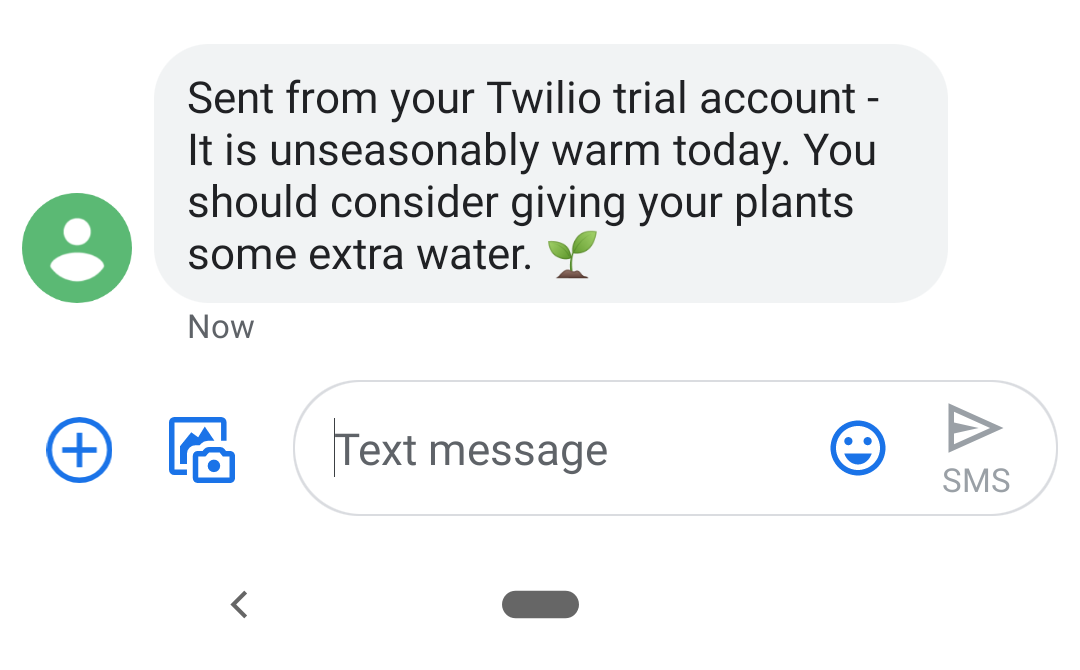 Sent from your Twilio trial account -
It is unseasonably warm today. You
should consider giving your plants
some extra water. 🌱
Now
Text message
SMS